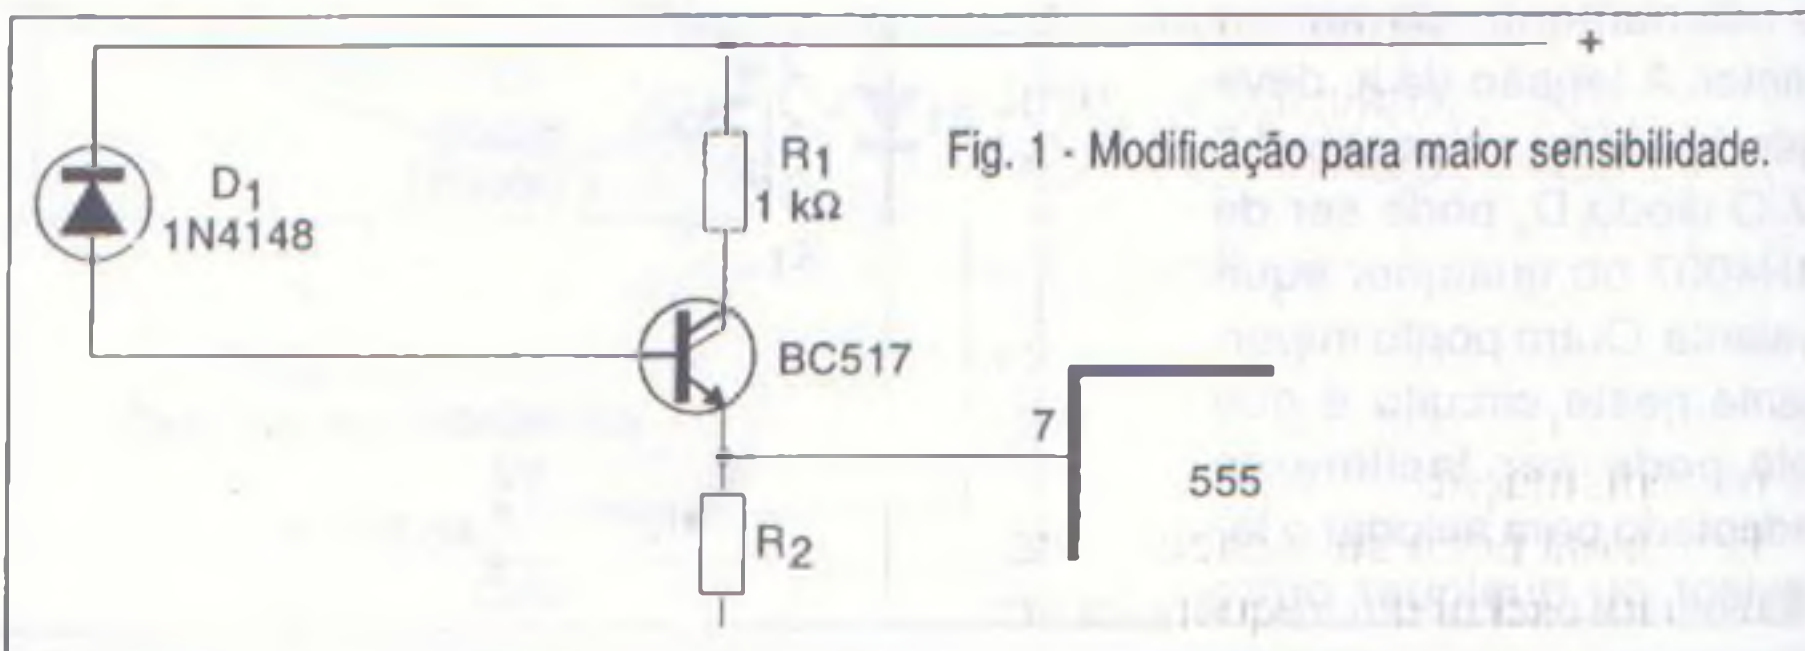 +
Fig. 1 - Modificação para maior sensibilidade.
R1
1 kΩ
D1
1N4148
BC517
7
555
R2